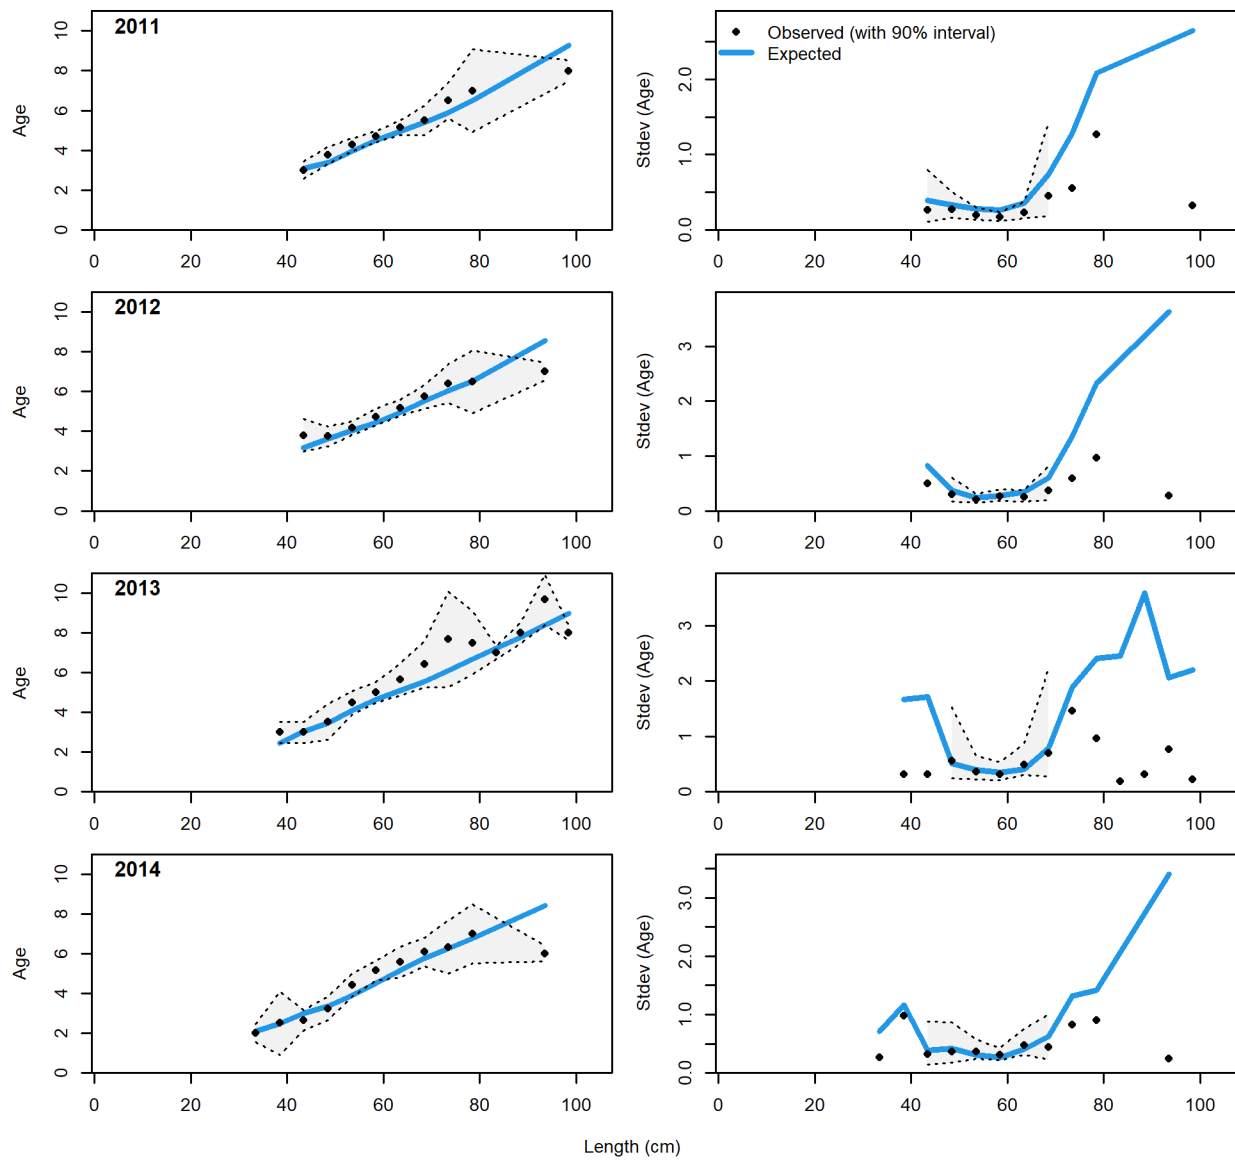 2011
Observed (with 90% interval)
Expected
Age
0 2 4 6 8 10
0 20 40 60 80 100
Stdev (Age)
0.0 1.0 2.0
0 20 40 60 80 100
2012
Age
0 2 4 6 8 10
0 20 40 60 80 100
Stdev (Age)
0 1 2 3
0 20 40 60 80 100
2013
Age
0 2 4 6 8 10
0 20 40 60 80 100
Stdev (Age)
0 1 2 3
0 20 40 60 80 100
2014
Age
0 2 4 6 8 10
0 20 40 60 80 100
Stdev (Age)
0.0 1.0 2.0 3.0
0 20 40 60 80 100
Length (cm)